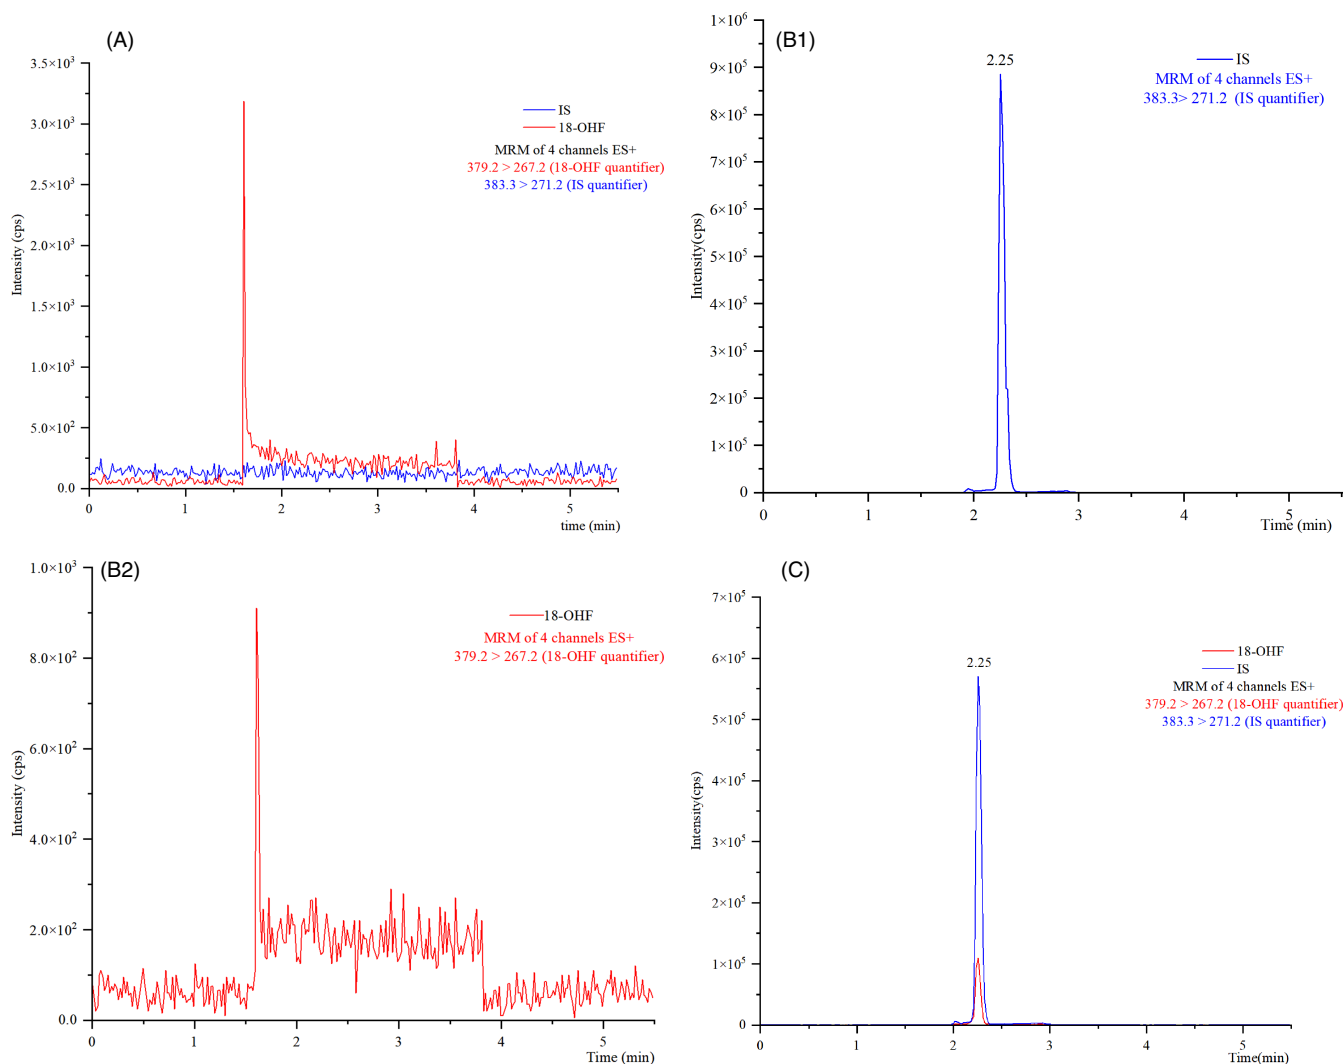 (A)
3.5×10³
3.0×10³
2.5×10³
2.0×10³
1.5×10³
1.0×10³
5.0×10²
0.0
Intensity (cps)
IS
18-OHF
MRM of 4 channels ES+
379.2 > 267.2 (18-OHF quantifier)
383.3 > 271.2 (IS quantifier)
0 1 2 3 4 5
time (min)
(B1)
1×10⁶
9×10⁵
8×10⁵
7×10⁵
6×10⁵
5×10⁵
4×10⁵
3×10⁵
2×10⁵
1×10⁵
0
Intensity(cps)
2.25
IS
MRM of 4 channels ES+
383.3> 271.2 (IS quantifier)
0 1 2 3 4 5
Time (min)
(B2)
1.0×10³
8.0×10²
6.0×10²
4.0×10²
2.0×10²
0.0
Intensity (cps)
18-OHF
MRM of 4 channels ES+
379.2 > 267.2 (18-OHF quantifier)
0 1 2 3 4 5
Time (min)
(C)
7×10⁵
6×10⁵
5×10⁵
4×10⁵
3×10⁵
2×10⁵
1×10⁵
0
Intensity(cps)
2.25
18-OHF
IS
MRM of 4 channels ES+
379.2 > 267.2 (18-OHF quantifier)
383.3 > 271.2 (IS quantifier)
0 1 2 3 4 5
Time(min)